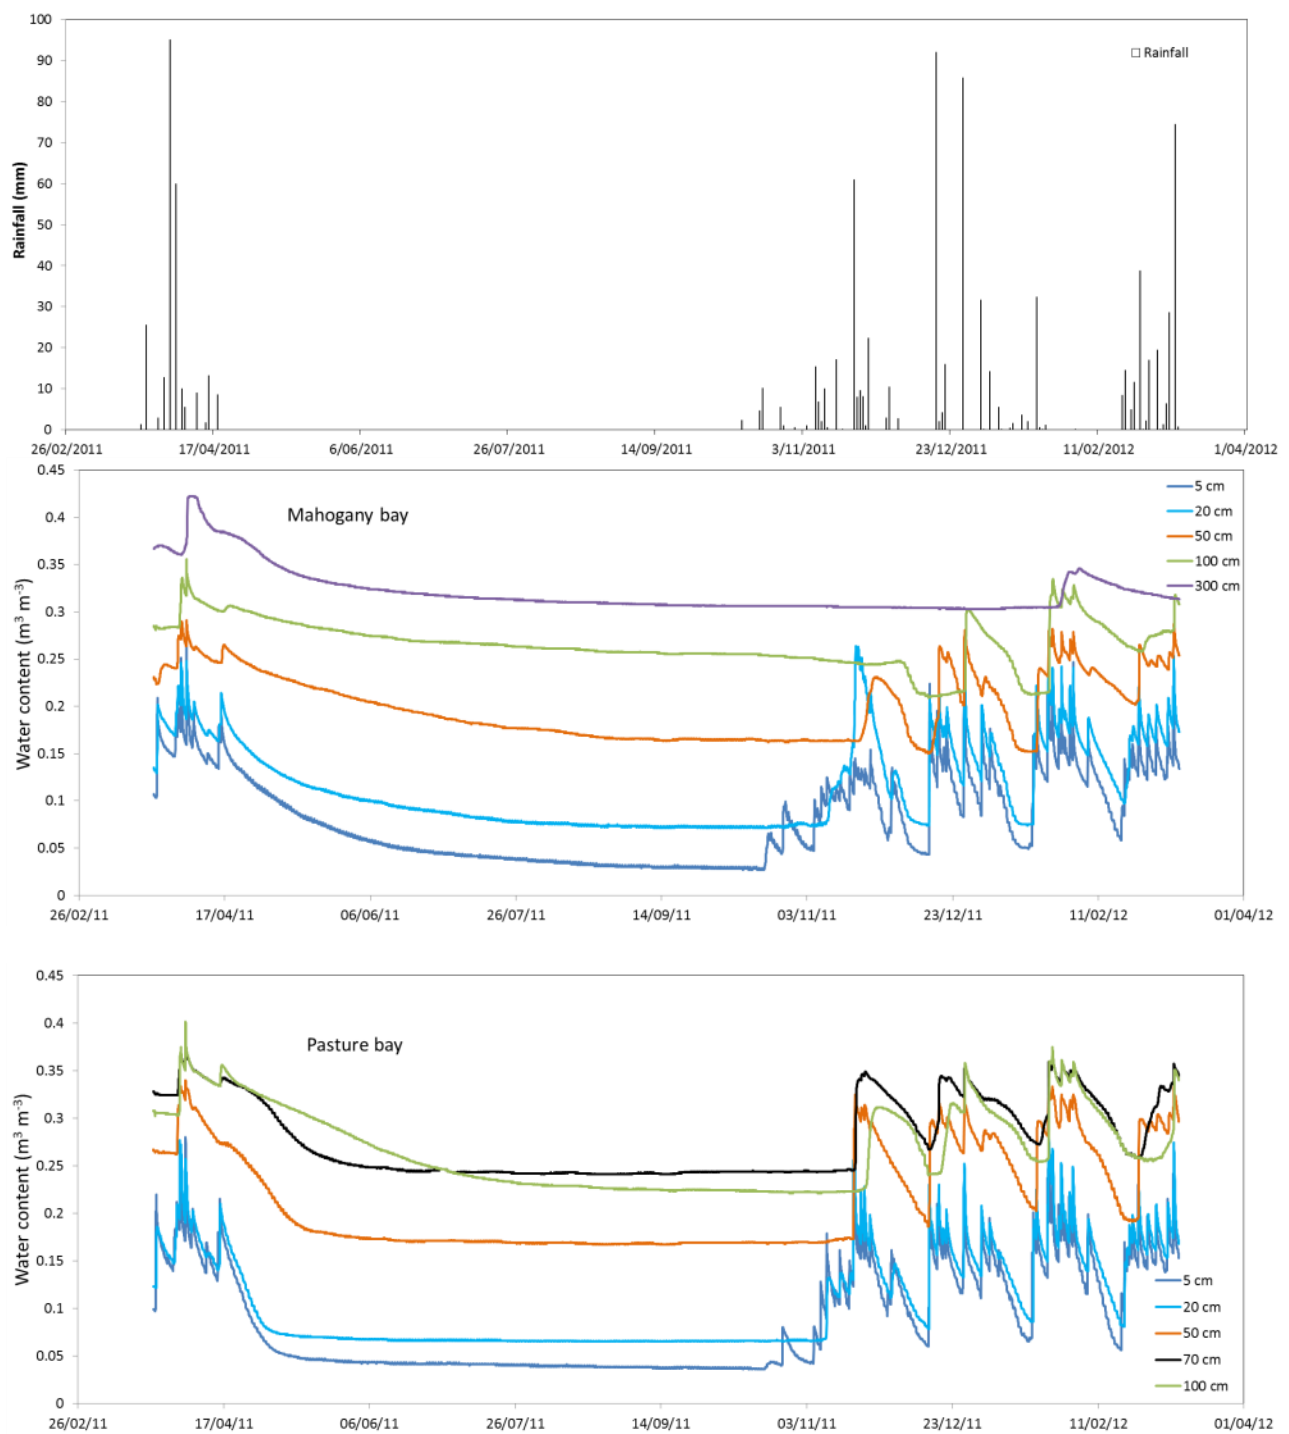 100
90
80
70
60
50
40
30
20
10
0
Rainfall (mm)
Rainfall
26/02/2011 17/04/2011 6/06/2011 26/07/2011 14/09/2011 3/11/2011 23/12/2011 11/02/2012 1/04/2012
0.45
0.4
0.35
0.3
0.25
0.2
0.15
0.1
0.05
0
Water content (m³ m⁻³)
Mahogany bay
5 cm
20 cm
50 cm
100 cm
300 cm
26/02/11 17/04/11 06/06/11 26/07/11 14/09/11 03/11/11 23/12/11 11/02/12 01/04/12
0.45
0.4
0.35
0.3
0.25
0.2
0.15
0.1
0.05
0
Water content (m³ m⁻³)
Pasture bay
5 cm
20 cm
50 cm
70 cm
100 cm
26/02/11 17/04/11 06/06/11 26/07/11 14/09/11 03/11/11 23/12/11 11/02/12 01/04/12